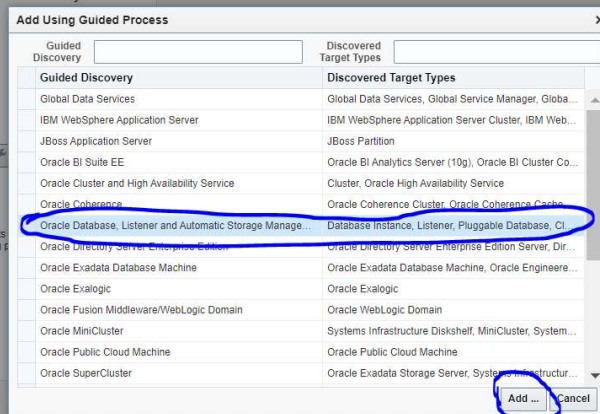 Add Using Guided Process
Guided Discovery
Discovered Target Types
Guided Discovery Discovered Target Types
Global Data Services Global Data Services, Global Service Manager, Globa...
IBM WebSphere Application Server IBM WebSphere Application Server Cluster, IBM Web...
JBoss Application Server JBoss Partition
Oracle BI Suite EE Oracle BI Analytics Server (10g), Oracle BI Cluster Co...
Oracle Cluster and High Availability Service Cluster, Oracle High Availability Service
Oracle Coherence Oracle Coherence Cluster, Oracle Coherence Cache...
Oracle Database, Listener and Automatic Storage Manage... Database Instance, Listener, Pluggable Database, Cl...
Oracle Directory Server Enterprise Edition Oracle Directory Server Enterprise Edition Server, Dir...
Oracle Exadata Database Machine Oracle Exadata Database Machine, Oracle Engineere...
Oracle Exalogic Oracle Exalogic
Oracle Fusion Middleware/WebLogic Domain Oracle WebLogic Domain
Oracle MiniCluster Systems Infrastructure Diskshelf, MiniCluster, System...
Oracle Public Cloud Machine Oracle Public Cloud Machine
Oracle SuperCluster Oracle Exadata Storage Server, Systems Infrastructur...
Add ... Cancel